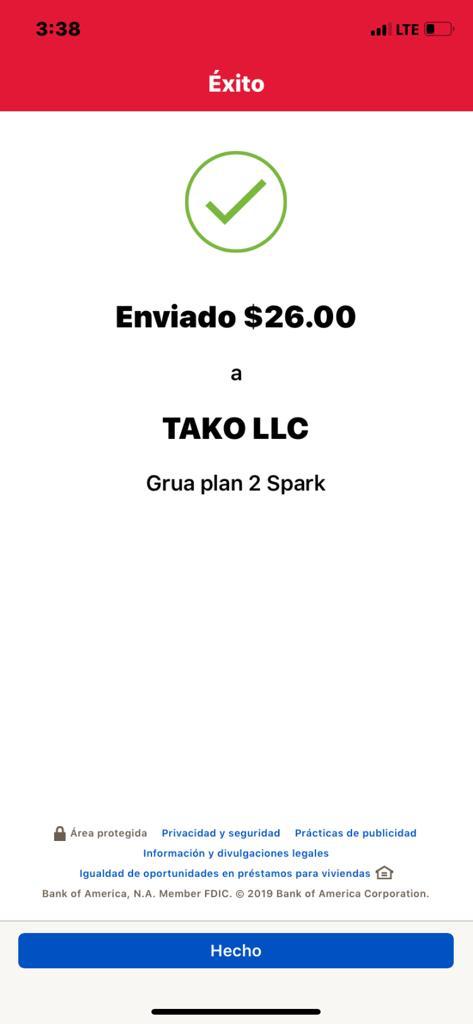 3:38
LTE
Éxito
Enviado $26.00
a
TAKO LLC
Grua plan 2 Spark
Área protegida Privacidad y seguridad Prácticas de publicidad
Información y divulgaciones legales
Igualdad de oportunidades en préstamos para viviendas
Bank of America, N.A. Member FDIC. © 2019 Bank of America Corporation.
Hecho